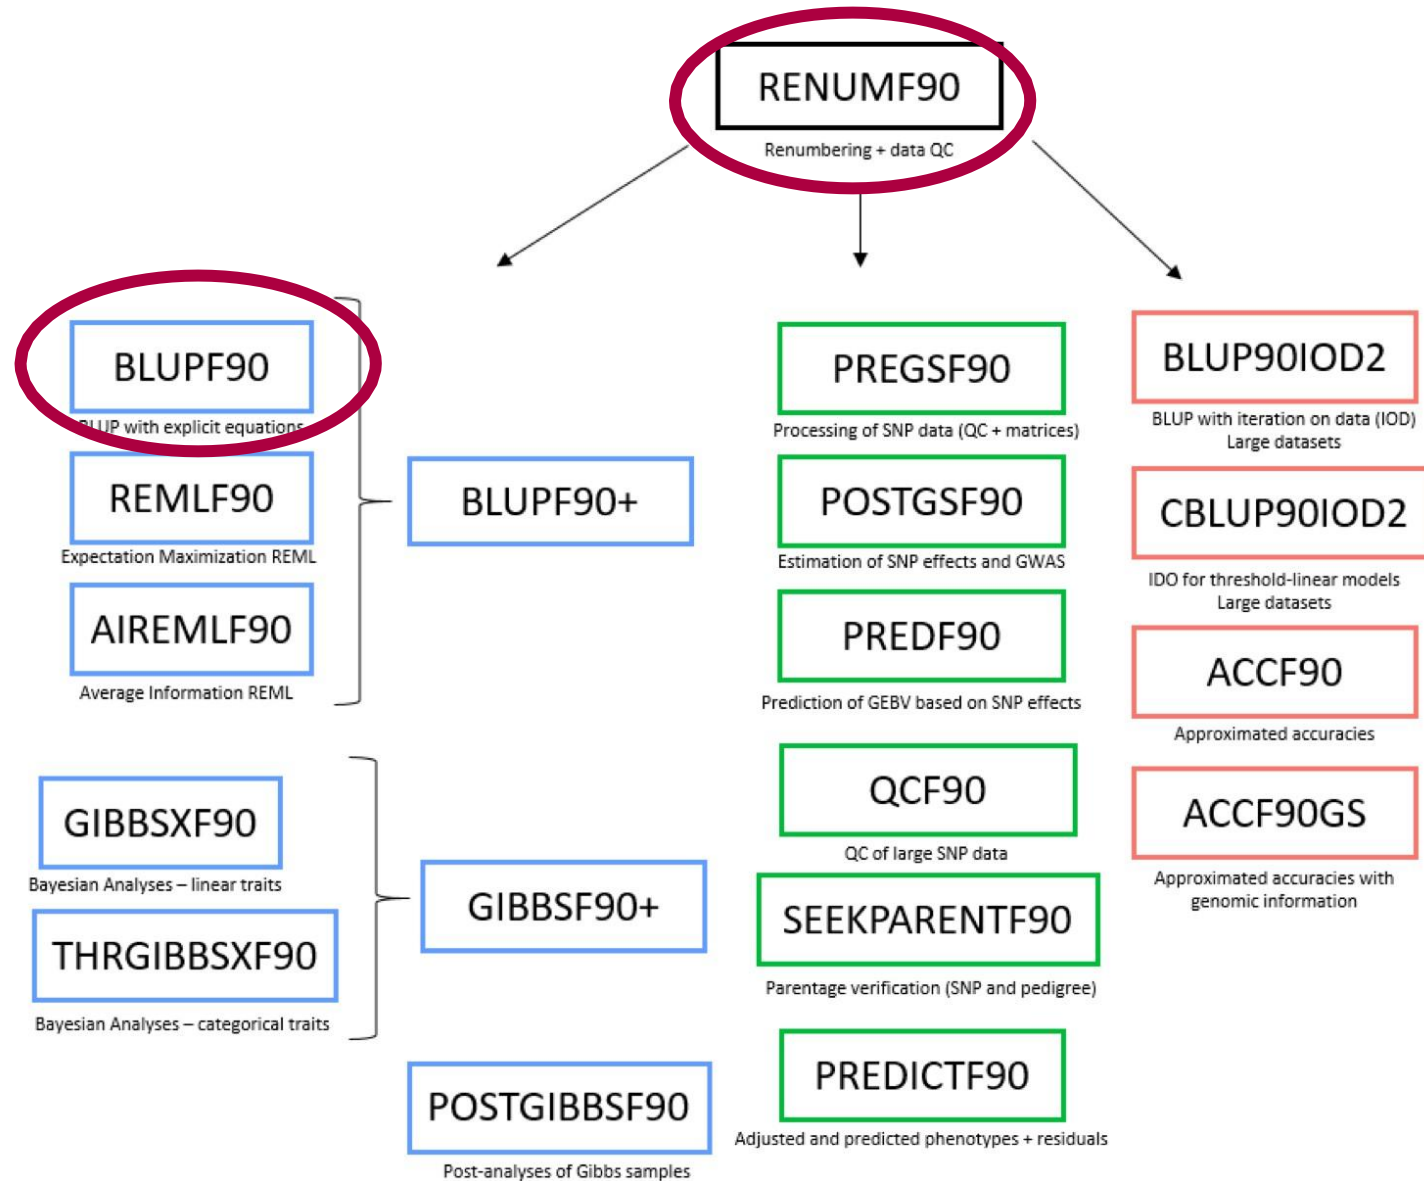 RENUMF90
Renumbering + data QC
BLUPF90
BLUP with explicit equations
REMLF90
Expectation Maximization REML
AIREMLF90
Average Information REML
BLUPF90+
GIBBSXF90
Bayesian Analyses – linear traits
THRGIBBSXF90
Bayesian Analyses – categorical traits
GIBBSF90+
POSTGIBBSF90
Post-analyses of Gibbs samples
PREGSF90
Processing of SNP data (QC + matrices)
POSTGSF90
Estimation of SNP effects and GWAS
PREDF90
Prediction of GEBV based on SNP effects
QCF90
QC of large SNP data
SEEKPARENTF90
Parentage verification (SNP and pedigree)
PREDICTF90
Adjusted and predicted phenotypes + residuals
BLUP90IOD2
BLUP with iteration on data (IOD)
Large datasets
CBLUP90IOD2
IDO for threshold-linear models
Large datasets
ACCF90
Approximated accuracies
ACCF90GS
Approximated accuracies with
genomic information